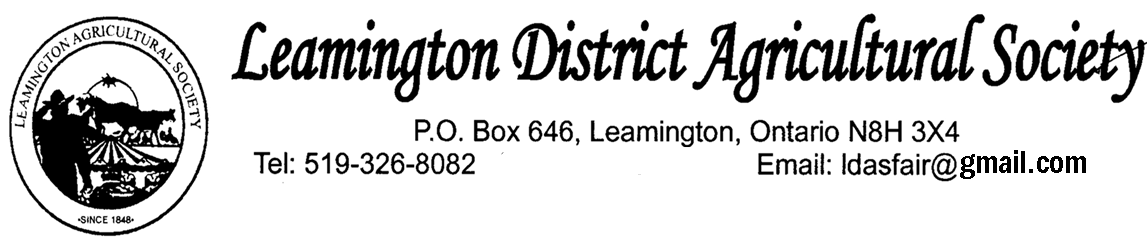 LEAMINGTON AGRICULTURAL SOCIETY
•SINCE 1848•
Leamington District Agricultural Society
P.O. Box 646, Leamington, Ontario N8H 3X4
Tel: 519-326-8082 Email: ldasfair@gmail.com